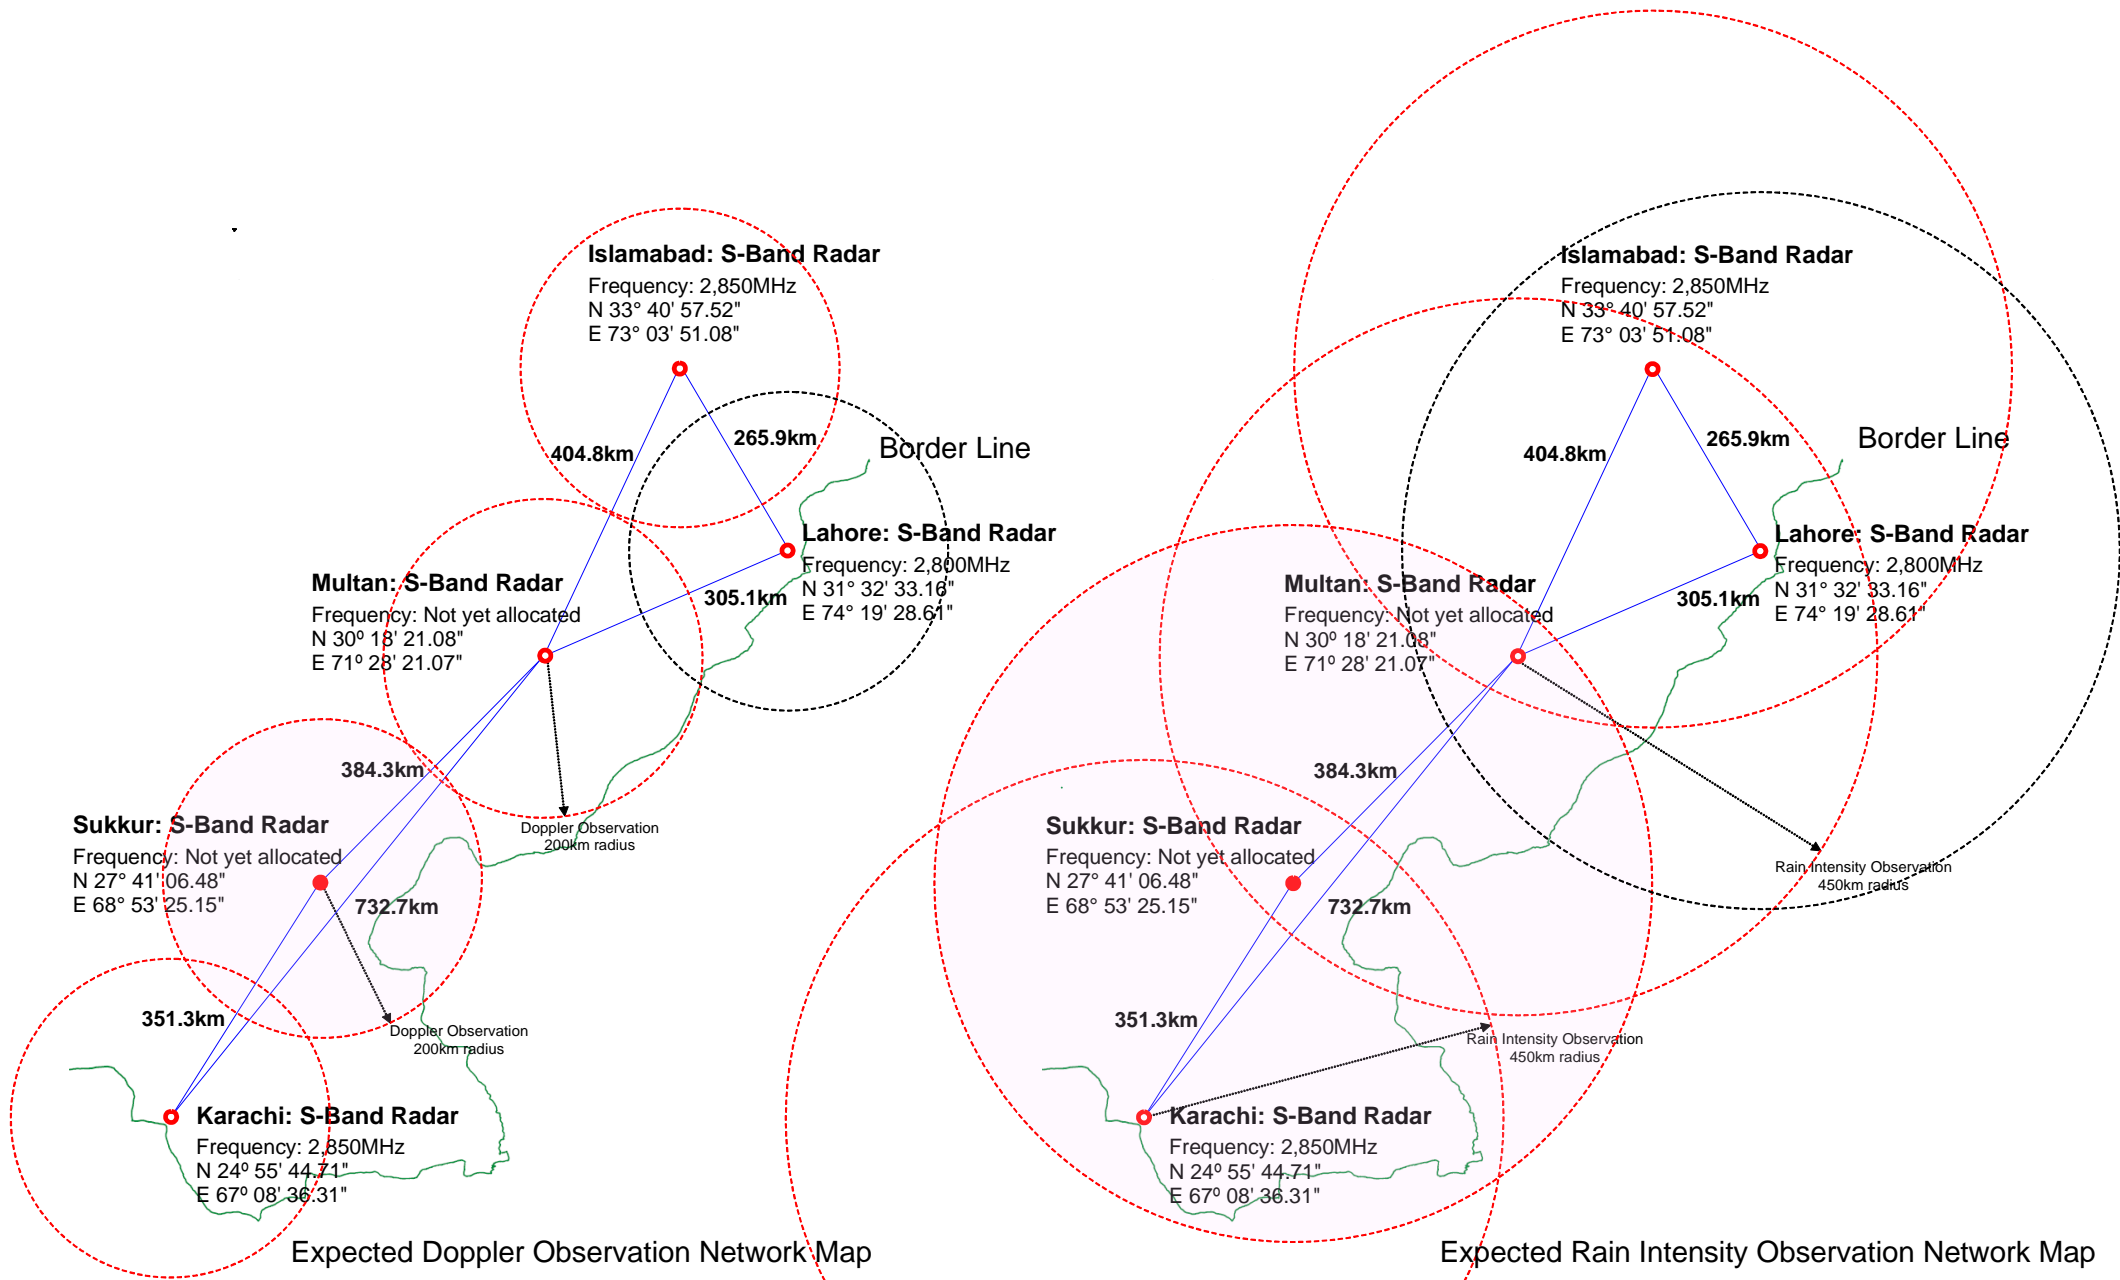 Islamabad: S-Band Radar
Frequency: 2,850MHz
N 33° 40' 57.52"
E 73° 03' 51.08"
404.8km
265.9km
Border Line
Lahore: S-Band Radar
Frequency: 2,800MHz
N 31° 32' 33.16"
E 74° 19' 28.61"
305.1km
Multan: S-Band Radar
Frequency: Not yet allocated
N 30º 18' 21.08"
E 71º 28' 21.07"
384.3km
Doppler Observation
200km radius
Sukkur: S-Band Radar
Frequency: Not yet allocated
N 27° 41' 06.48"
E 68° 53' 25.15"
732.7km
351.3km
Doppler Observation
200km radius
Karachi: S-Band Radar
Frequency: 2,850MHz
N 24º 55' 44.71"
E 67º 08' 36.31"
Expected Doppler Observation Network Map
Islamabad: S-Band Radar
Frequency: 2,850MHz
N 33° 40' 57.52"
E 73° 03' 51.08"
404.8km
265.9km
Border Line
Lahore: S-Band Radar
Frequency: 2,800MHz
N 31° 32' 33.16"
E 74° 19' 28.61"
305.1km
Multan: S-Band Radar
Frequency: Not yet allocated
N 30º 18' 21.08"
E 71º 28' 21.07"
384.3km
Rain Intensity Observation
450km radius
Sukkur: S-Band Radar
Frequency: Not yet allocated
N 27° 41' 06.48"
E 68° 53' 25.15"
732.7km
351.3km
Rain Intensity Observation
450km radius
Karachi: S-Band Radar
Frequency: 2,850MHz
N 24º 55' 44.71"
E 67º 08' 36.31"
Expected Rain Intensity Observation Network Map